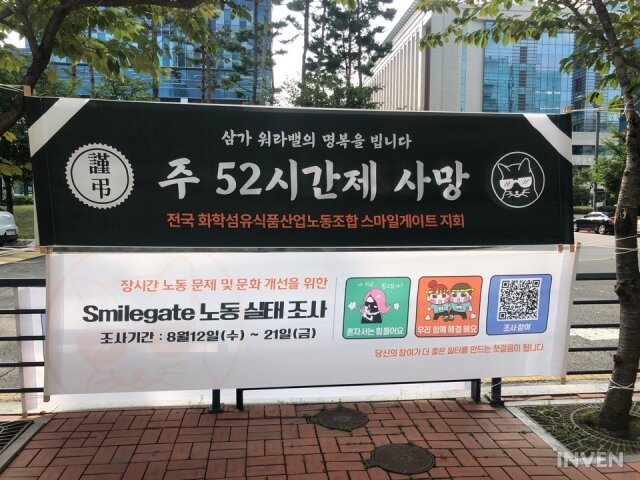 삼가 워라밸의 명복을 빕니다
謹弔
주 52시간제 사망
전국 화학섬유식품산업노동조합 스마일게이트 지회
장시간 노동 문제 및 문화 개선을 위한
Smilegate 노동 실태 조사
조사기간 : 8월12일(수) ~ 21일(금)
혼자서는 힘들어요
우리 함께 해결 해요
조사 참여
당신의 참여가 더 좋은 일터를 만드는 첫걸음이 됩니다.
INVEN